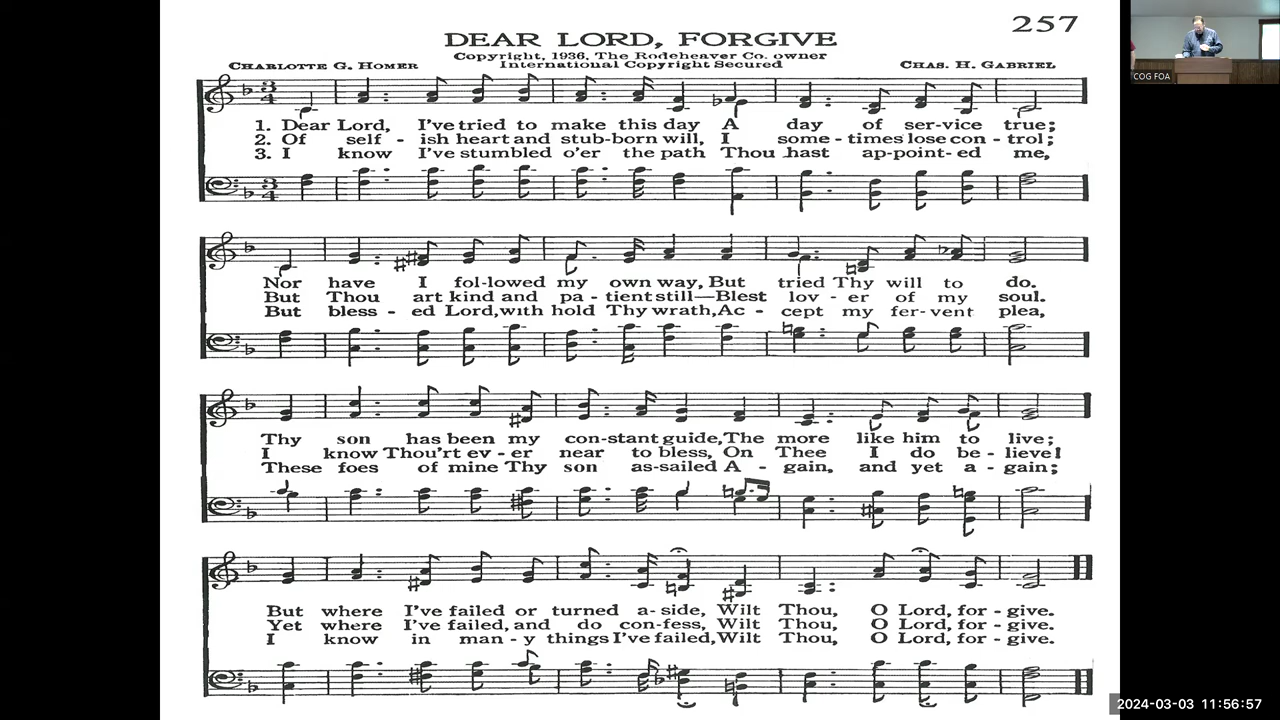 257
DEAR LORD, FORGIVE
Copyright, 1936, The Rodeheaver Co. owner
CHARLOTTE G. HOMER International Copyright Secured CHAS. H. GABRIEL
1. Dear Lord, I've tried to make this day A day of ser-vice true;
2. Of self - ish heart and stub-born will, I some - times lose con - trol;
3. I know I've stumbled o'er the path Thou hast ap-point-ed me,
Nor have I fol-lowed my own way, But tried Thy will to do.
But Thou art kind and pa - tient still—Blest lov - er of my soul.
But bless - ed Lord, with hold Thy wrath, Ac - cept my fer-vent plea,
Thy son has been my con-stant guide, The more like him to live;
I know Thou'rt ev - er near to bless, On Thee I do be - lieve!
These foes of mine Thy son as-sailed A - gain, and yet a - gain;
But where I've failed or turned a-side, Wilt Thou, O Lord, for - give.
Yet where I've failed, and do con-fess, Wilt Thou, O Lord, for - give.
I know in man - y things I've failed, Wilt Thou, O Lord, for - give.
COG FOA
2024-03-03 11:56:57